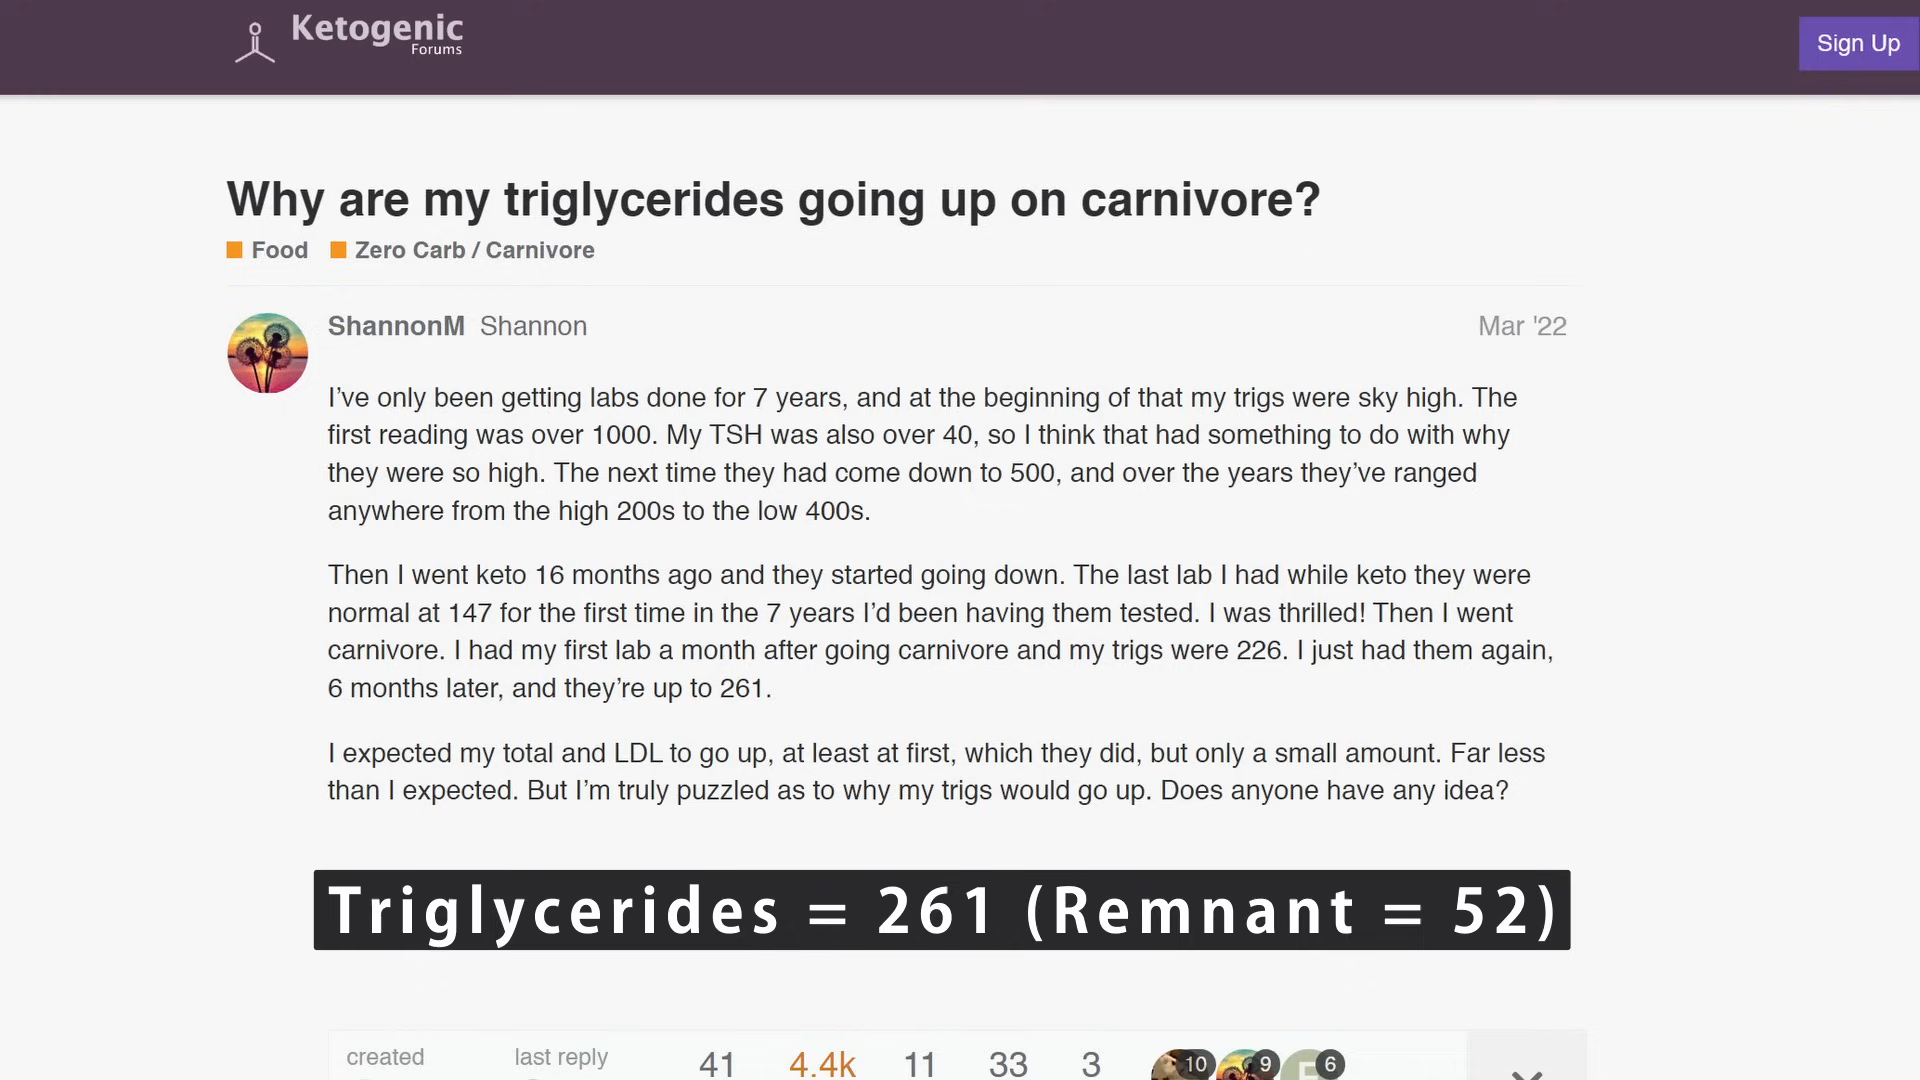 Ketogenic
Forums
Sign Up
Why are my triglycerides going up on carnivore?
Food Zero Carb / Carnivore
ShannonM Shannon Mar '22
I’ve only been getting labs done for 7 years, and at the beginning of that my trigs were sky high. The
first reading was over 1000. My TSH was also over 40, so I think that had something to do with why
they were so high. The next time they had come down to 500, and over the years they’ve ranged
anywhere from the high 200s to the low 400s.
Then I went keto 16 months ago and they started going down. The last lab I had while keto they were
normal at 147 for the first time in the 7 years I’d been having them tested. I was thrilled! Then I went
carnivore. I had my first lab a month after going carnivore and my trigs were 226. I just had them again,
6 months later, and they’re up to 261.
I expected my total and LDL to go up, at least at first, which they did, but only a small amount. Far less
than I expected. But I’m truly puzzled as to why my trigs would go up. Does anyone have any idea?
Triglycerides = 261 (Remnant = 52)
created last reply 41 4.4k 11 33 3 10 9 6